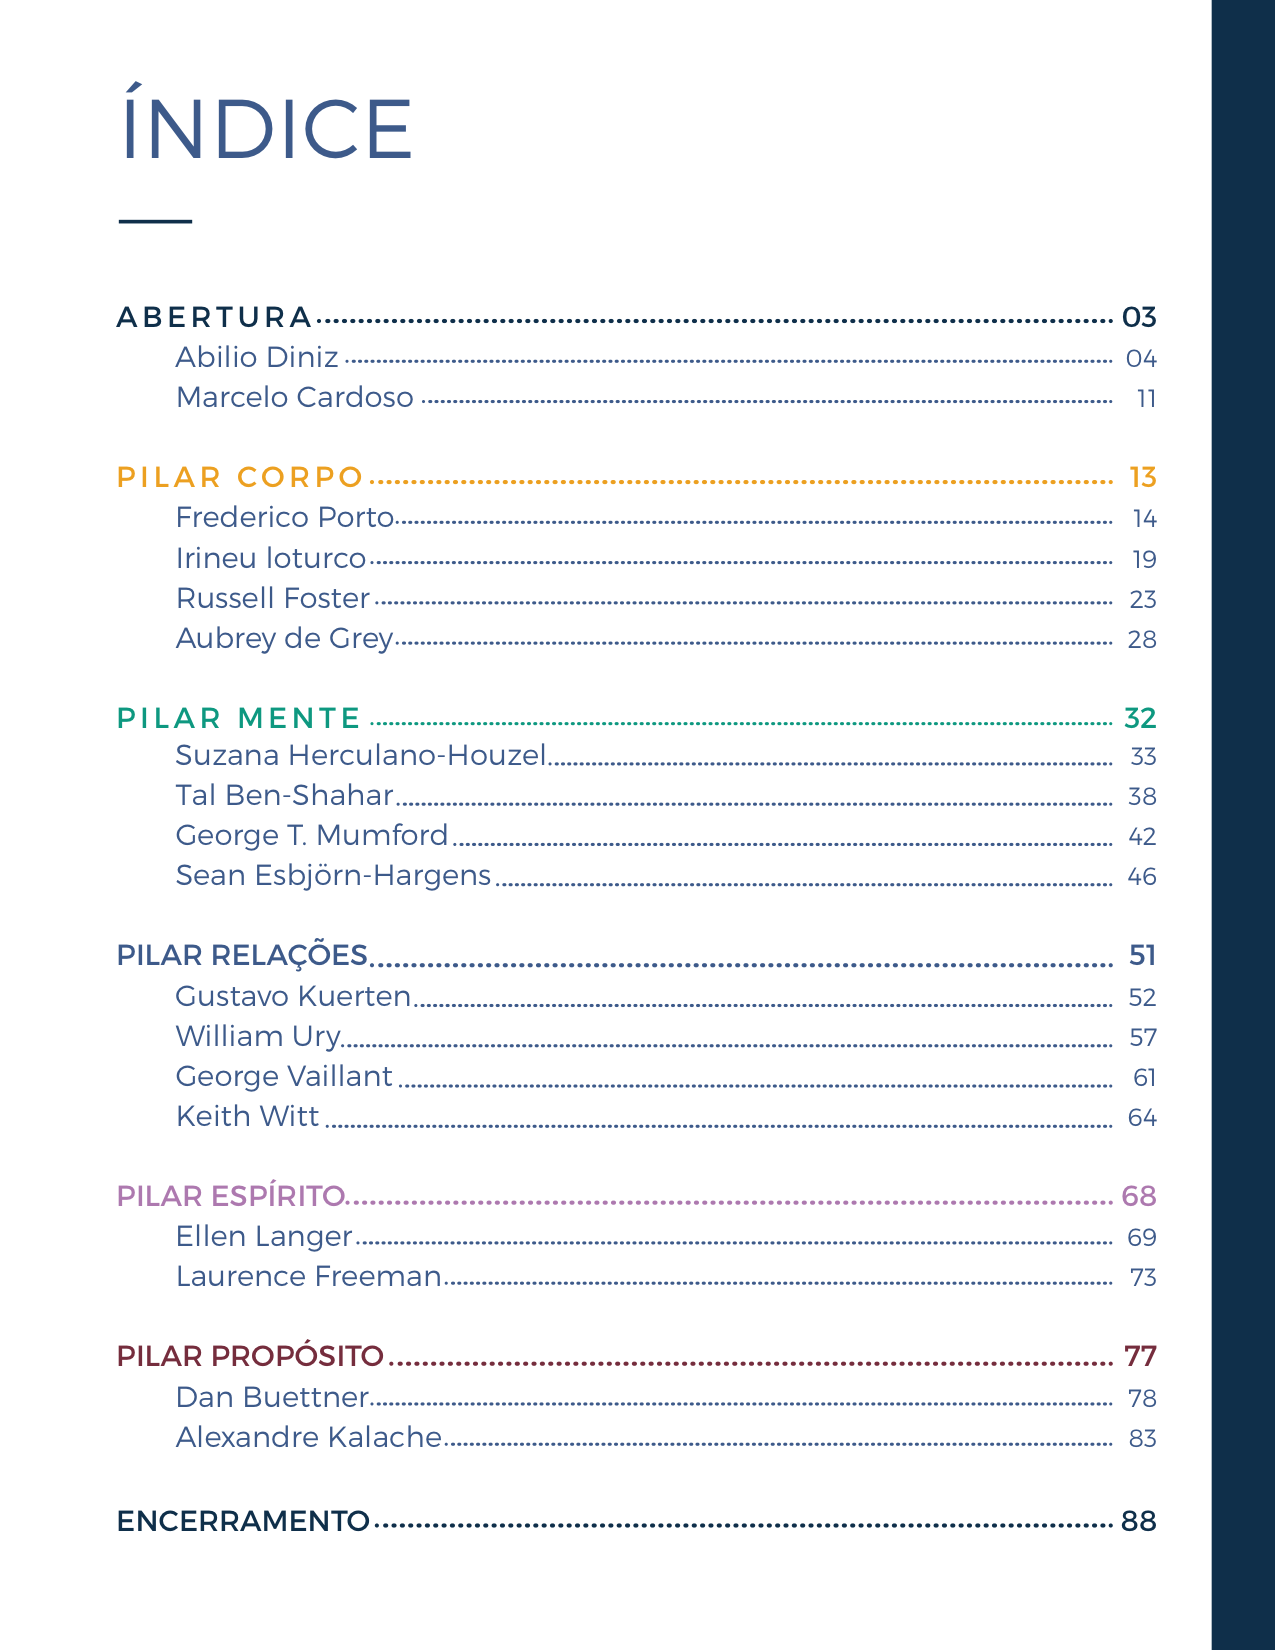 ÍNDICE
ABERTURA 03
Abilio Diniz 04
Marcelo Cardoso 11
PILAR CORPO 13
Frederico Porto 14
Irineu loturco 19
Russell Foster 23
Aubrey de Grey 28
PILAR MENTE 32
Suzana Herculano-Houzel 33
Tal Ben-Shahar 38
George T. Mumford 42
Sean Esbjörn-Hargens 46
PILAR RELAÇÕES 51
Gustavo Kuerten 52
William Ury 57
George Vaillant 61
Keith Witt 64
PILAR ESPÍRITO 68
Ellen Langer 69
Laurence Freeman 73
PILAR PROPÓSITO 77
Dan Buettner 78
Alexandre Kalache 83
ENCERRAMENTO 88